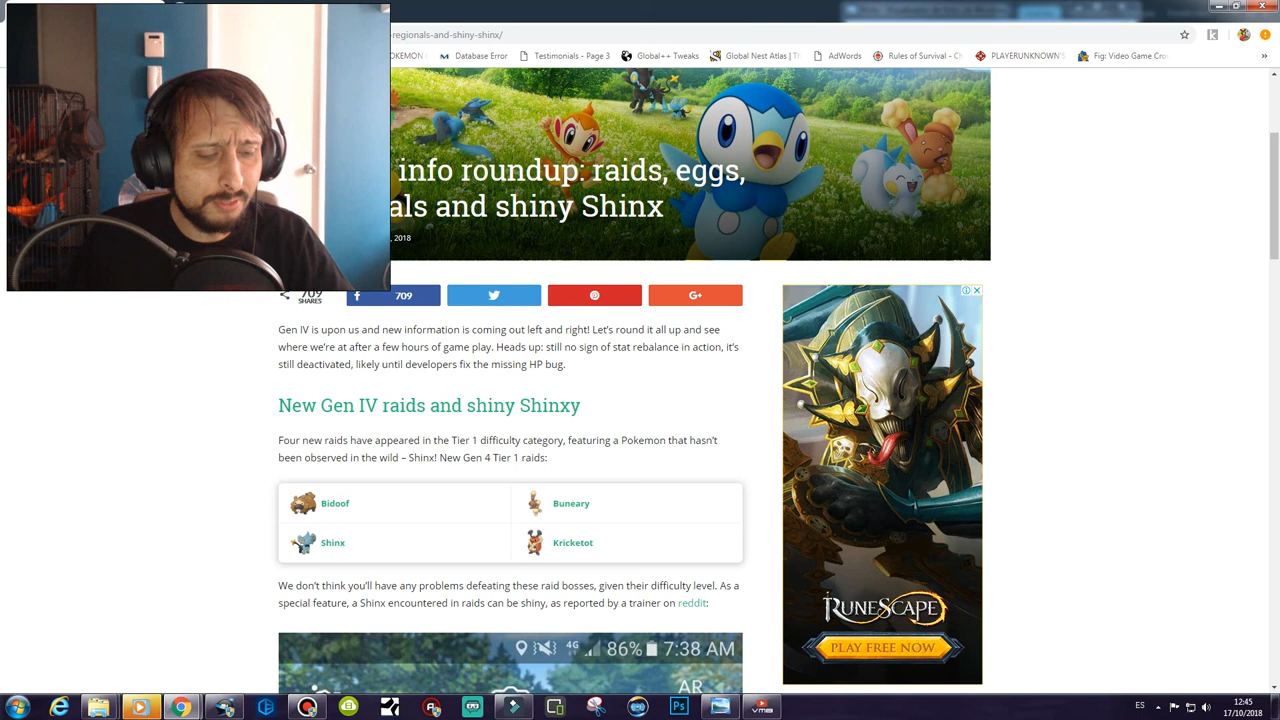 -regionals-and-shiny-shinx/
OKEMON
Database Error
Testimonials - Page 3
Global++ Tweaks
Global Nest Atlas | Th
AdWords
Rules of Survival - Ch
PLAYERUNKNOWN'S
Fig: Video Game Crow
»
info roundup: raids, eggs,
als and shiny Shinx
, 2018
709
SHARES
709
G+
Gen IV is upon us and new information is coming out left and right! Let's round it all up and see
where we're at after a few hours of game play. Heads up: still no sign of stat rebalance in action, it's
still deactivated, likely until developers fix the missing HP bug.
New Gen IV raids and shiny Shinxy
Four new raids have appeared in the Tier 1 difficulty category, featuring a Pokemon that hasn't
been observed in the wild – Shinx! New Gen 4 Tier 1 raids:
Bidoof
Buneary
Shinx
Kricketot
We don't think you'll have any problems defeating these raid bosses, given their difficulty level. As a
special feature, a Shinx encountered in raids can be shiny, as reported by a trainer on reddit:
4G 86% 7:38 AM
AR
RUNESCAPE
PLAY FREE NOW
Ps
ES
12:45
17/10/2018